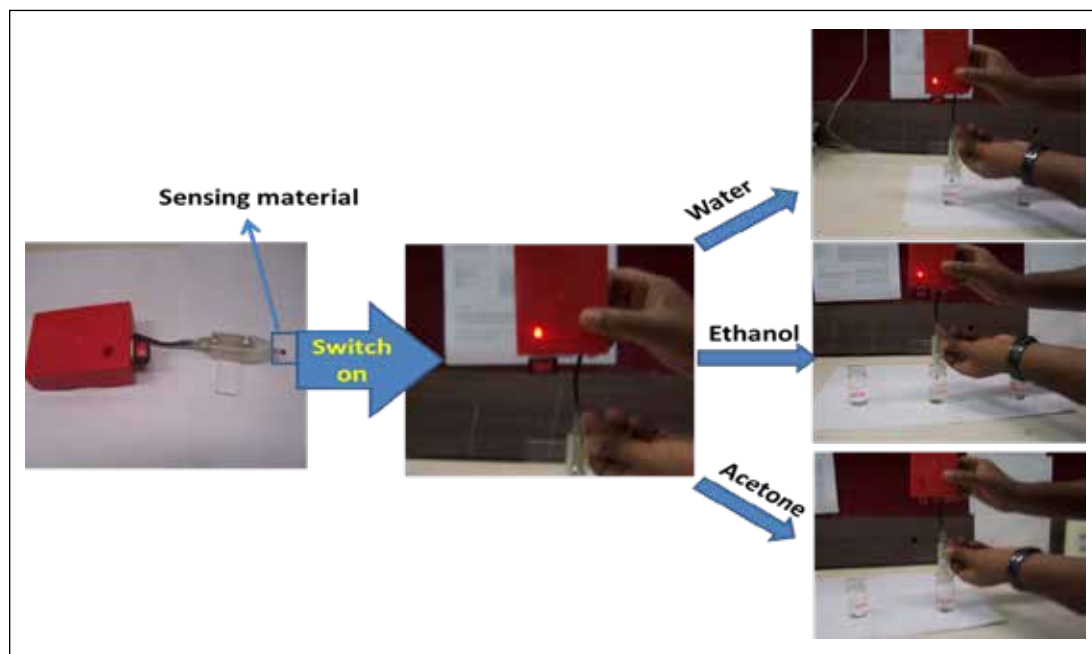 Sensing material
Switch
on
Water
Ethanol
Acetone